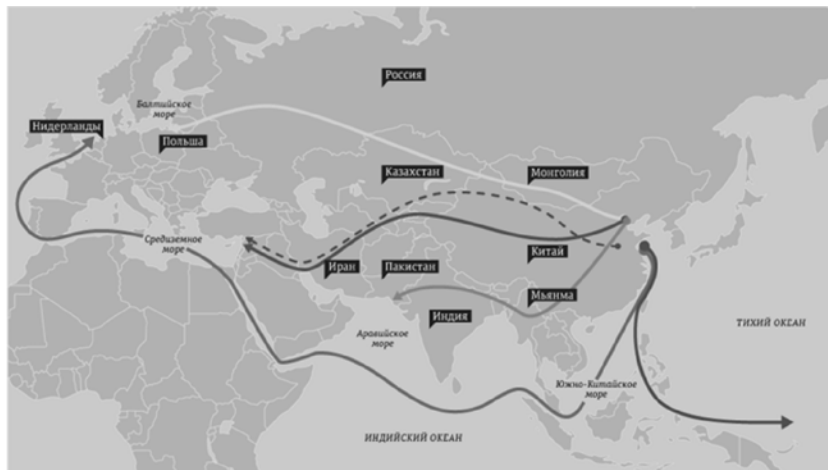 Россия
Балтийское
море
Нидерланды
Польша
Казахстан
Монголия
Средиземное
море
Иран
Пакистан
Китай
Мьянма
Индия
Аравийское
море
ТИХИЙ ОКЕАН
Южно-Китайское
море
ИНДИЙСКИЙ ОКЕАН